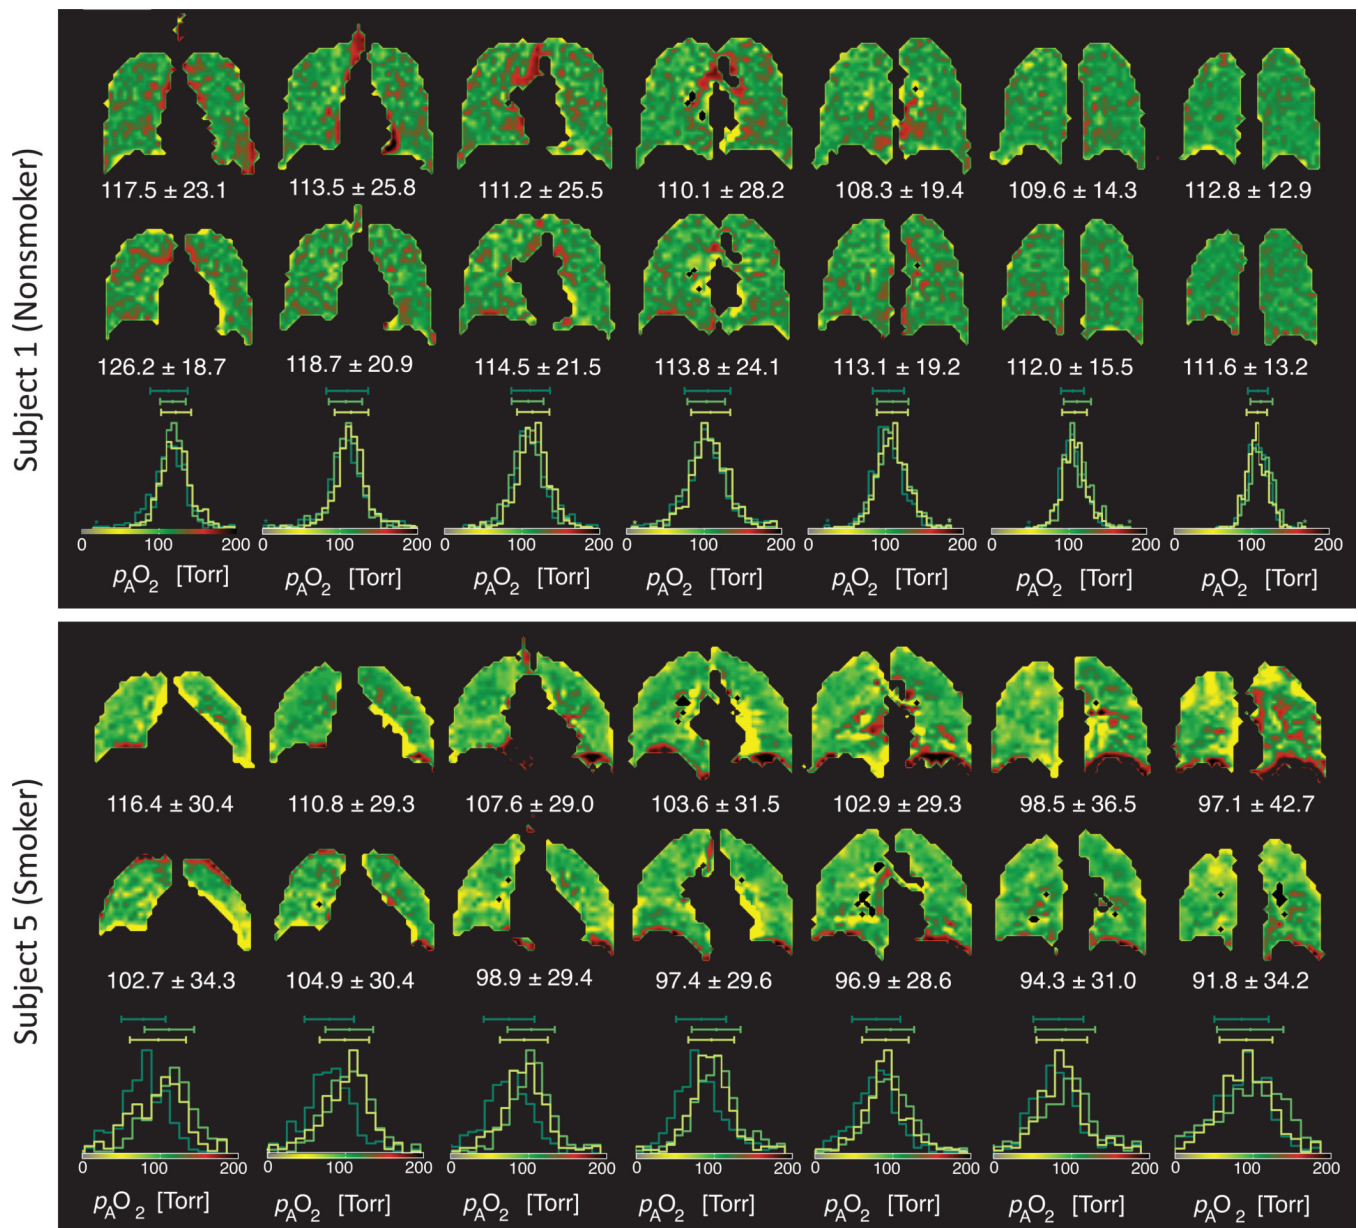 Subject 1 (Nonsmoker)
117.5 ± 23.1 113.5 ± 25.8 111.2 ± 25.5 110.1 ± 28.2 108.3 ± 19.4 109.6 ± 14.3 112.8 ± 12.9
126.2 ± 18.7 118.7 ± 20.9 114.5 ± 21.5 113.8 ± 24.1 113.1 ± 19.2 112.0 ± 15.5 111.6 ± 13.2
0 100 200 0 100 200 0 100 200 0 100 200 0 100 200 0 100 200 0 100 200
pAO2 [Torr] pAO2 [Torr] pAO2 [Torr] pAO2 [Torr] pAO2 [Torr] pAO2 [Torr] pAO2 [Torr]
Subject 5 (Smoker)
116.4 ± 30.4 110.8 ± 29.3 107.6 ± 29.0 103.6 ± 31.5 102.9 ± 29.3 98.5 ± 36.5 97.1 ± 42.7
102.7 ± 34.3 104.9 ± 30.4 98.9 ± 29.4 97.4 ± 29.6 96.9 ± 28.6 94.3 ± 31.0 91.8 ± 34.2
0 100 200 0 100 200 0 100 200 0 100 200 0 100 200 0 100 200 0 100 200
pAO2 [Torr] pAO2 [Torr] pAO2 [Torr] pAO2 [Torr] pAO2 [Torr] pAO2 [Torr] pAO2 [Torr]